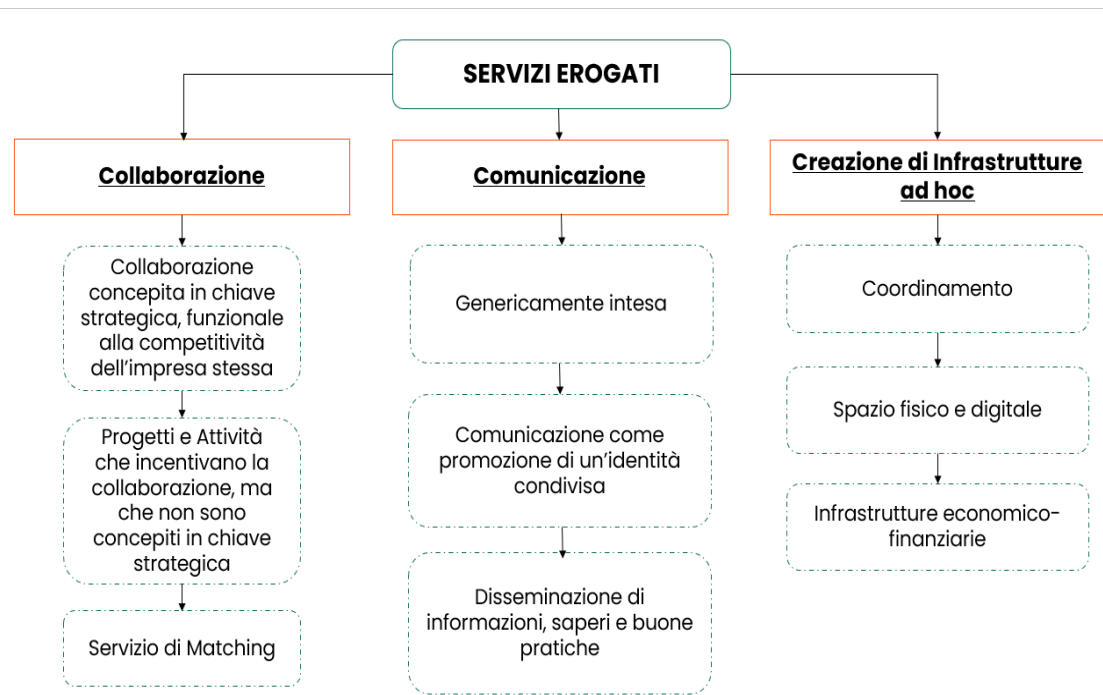 SERVIZI EROGATI
Collaborazione
Collaborazione
concepita in chiave
strategica, funzionale
alla competitività
dell’impresa stessa
Progetti e Attività
che incentivano la
collaborazione, ma
che non sono
concepiti in chiave
strategica
Servizio di Matching
Comunicazione
Genericamente intesa
Comunicazione come
promozione di un’identità
condivisa
Disseminazione di
informazioni, saperi e buone
pratiche
Creazione di Infrastrutture
ad hoc
Coordinamento
Spazio fisico e digitale
Infrastrutture economico-
finanziarie